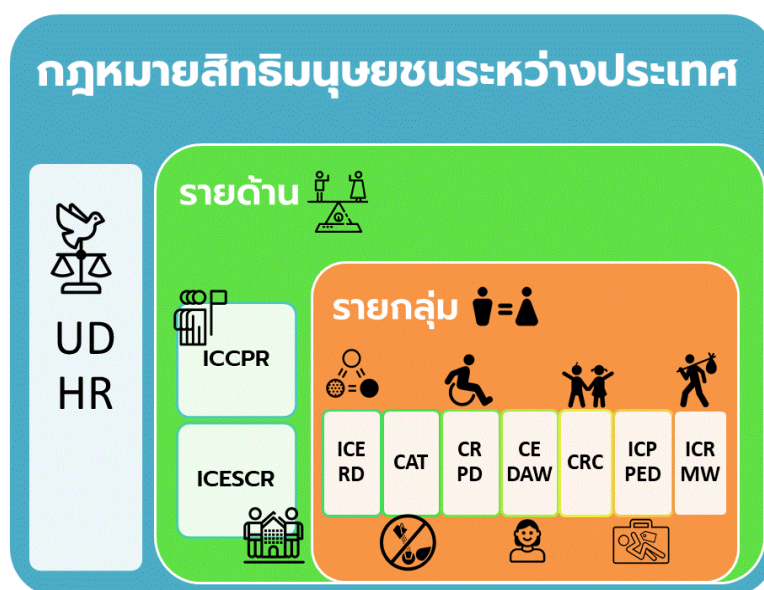 กฎหมายสิทธิมนุษยชนระหว่างประเทศ
รายด้าน
UD
HR
ICCPR
ICESCR
รายกลุ่ม
ICE
RD
CAT
CR
PD
CE
DAW
CRC
ICP
PED
ICR
MW